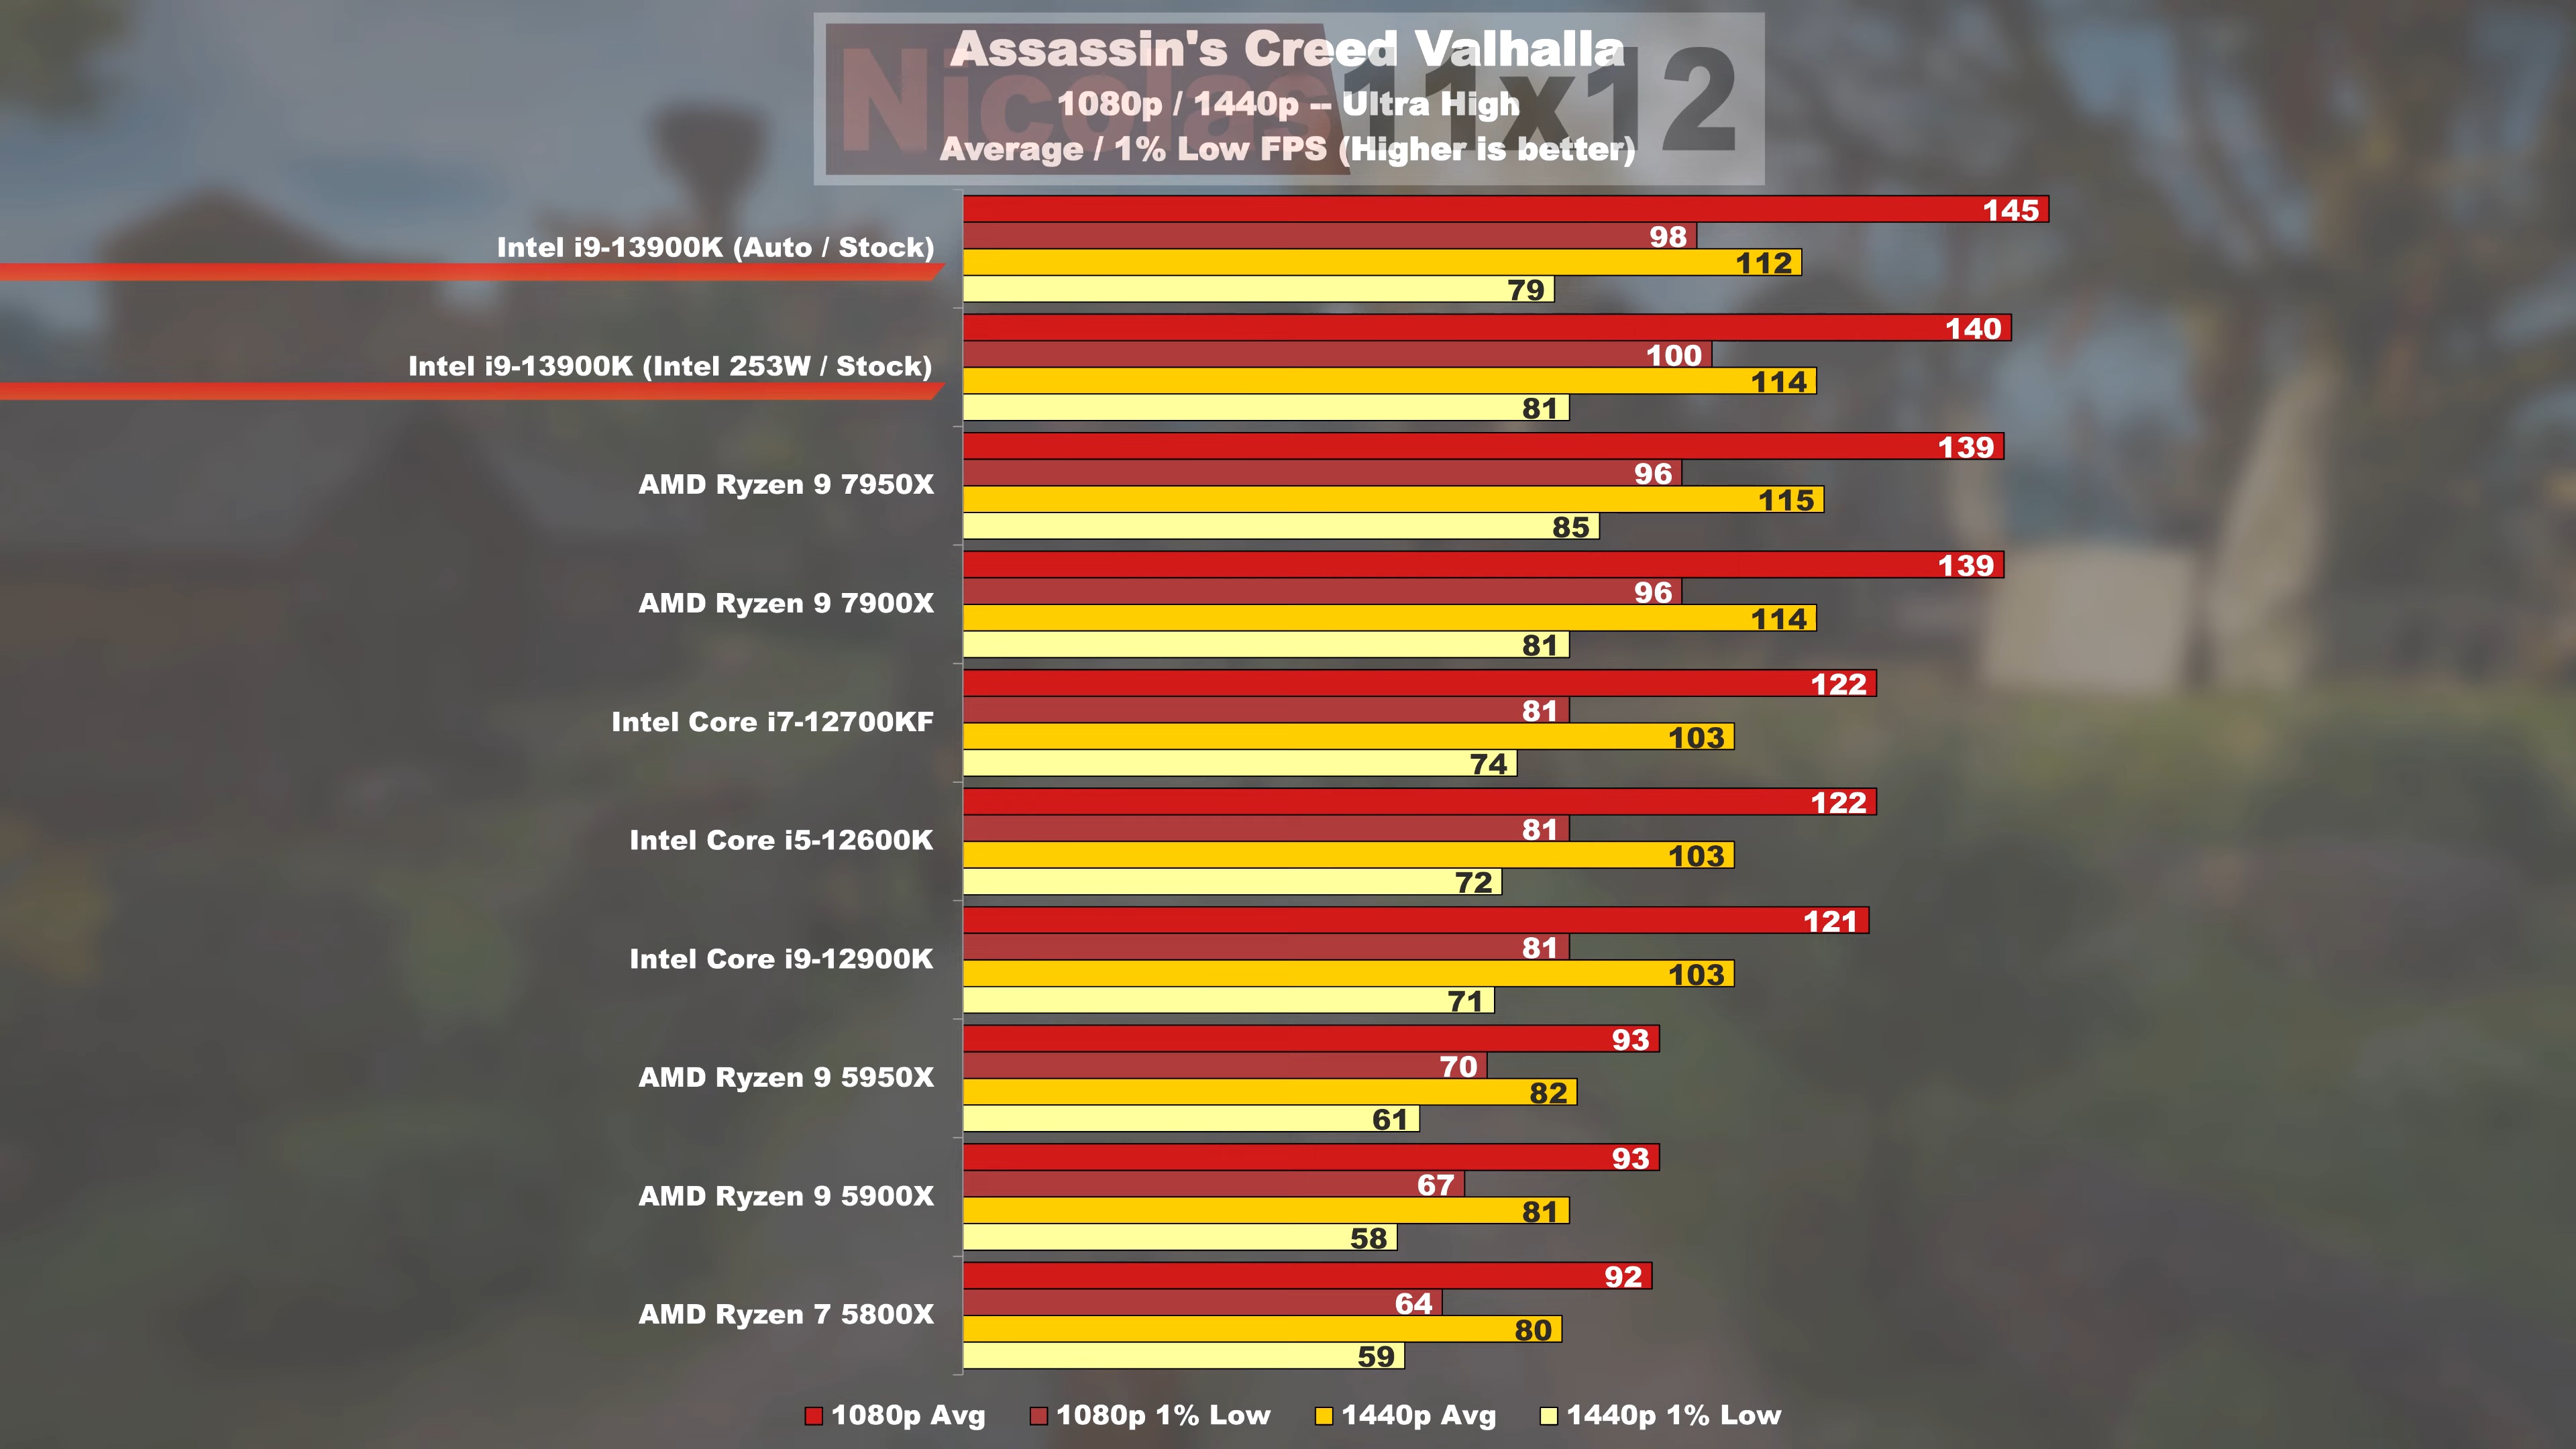 Assassin's Creed Valhalla
Nicolas11x12
1080p / 1440p -- Ultra High
Average / 1% Low FPS (Higher is better)
Intel i9-13900K (Auto / Stock)
145
98
112
79
Intel i9-13900K (Intel 253W / Stock)
140
100
114
81
AMD Ryzen 9 7950X
139
96
115
85
AMD Ryzen 9 7900X
139
96
114
81
Intel Core i7-12700KF
122
81
103
74
Intel Core i5-12600K
122
81
103
72
Intel Core i9-12900K
121
81
103
71
AMD Ryzen 9 5950X
93
70
82
61
AMD Ryzen 9 5900X
93
67
81
58
AMD Ryzen 7 5800X
92
64
80
59
1080p Avg 1080p 1% Low 1440p Avg 1440p 1% Low